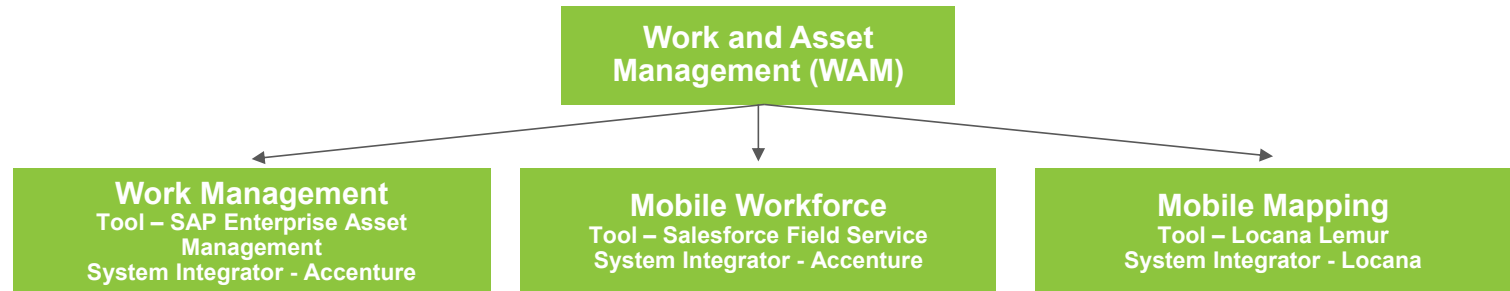 Work and Asset
Management (WAM)
Work Management
Tool – SAP Enterprise Asset
Management
System Integrator - Accenture
Mobile Workforce
Tool – Salesforce Field Service
System Integrator - Accenture
Mobile Mapping
Tool – Locana Lemur
System Integrator - Locana